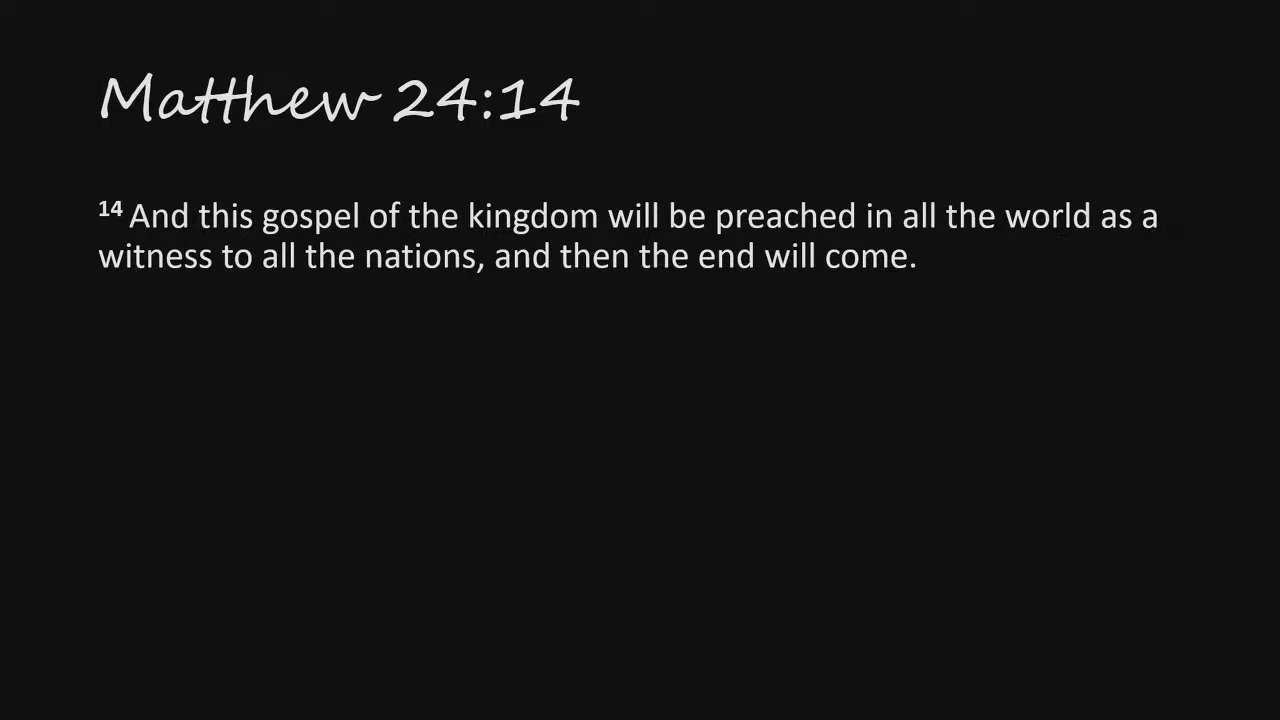 Matthew 24:14
14 And this gospel of the kingdom will be preached in all the world as a
witness to all the nations, and then the end will come.